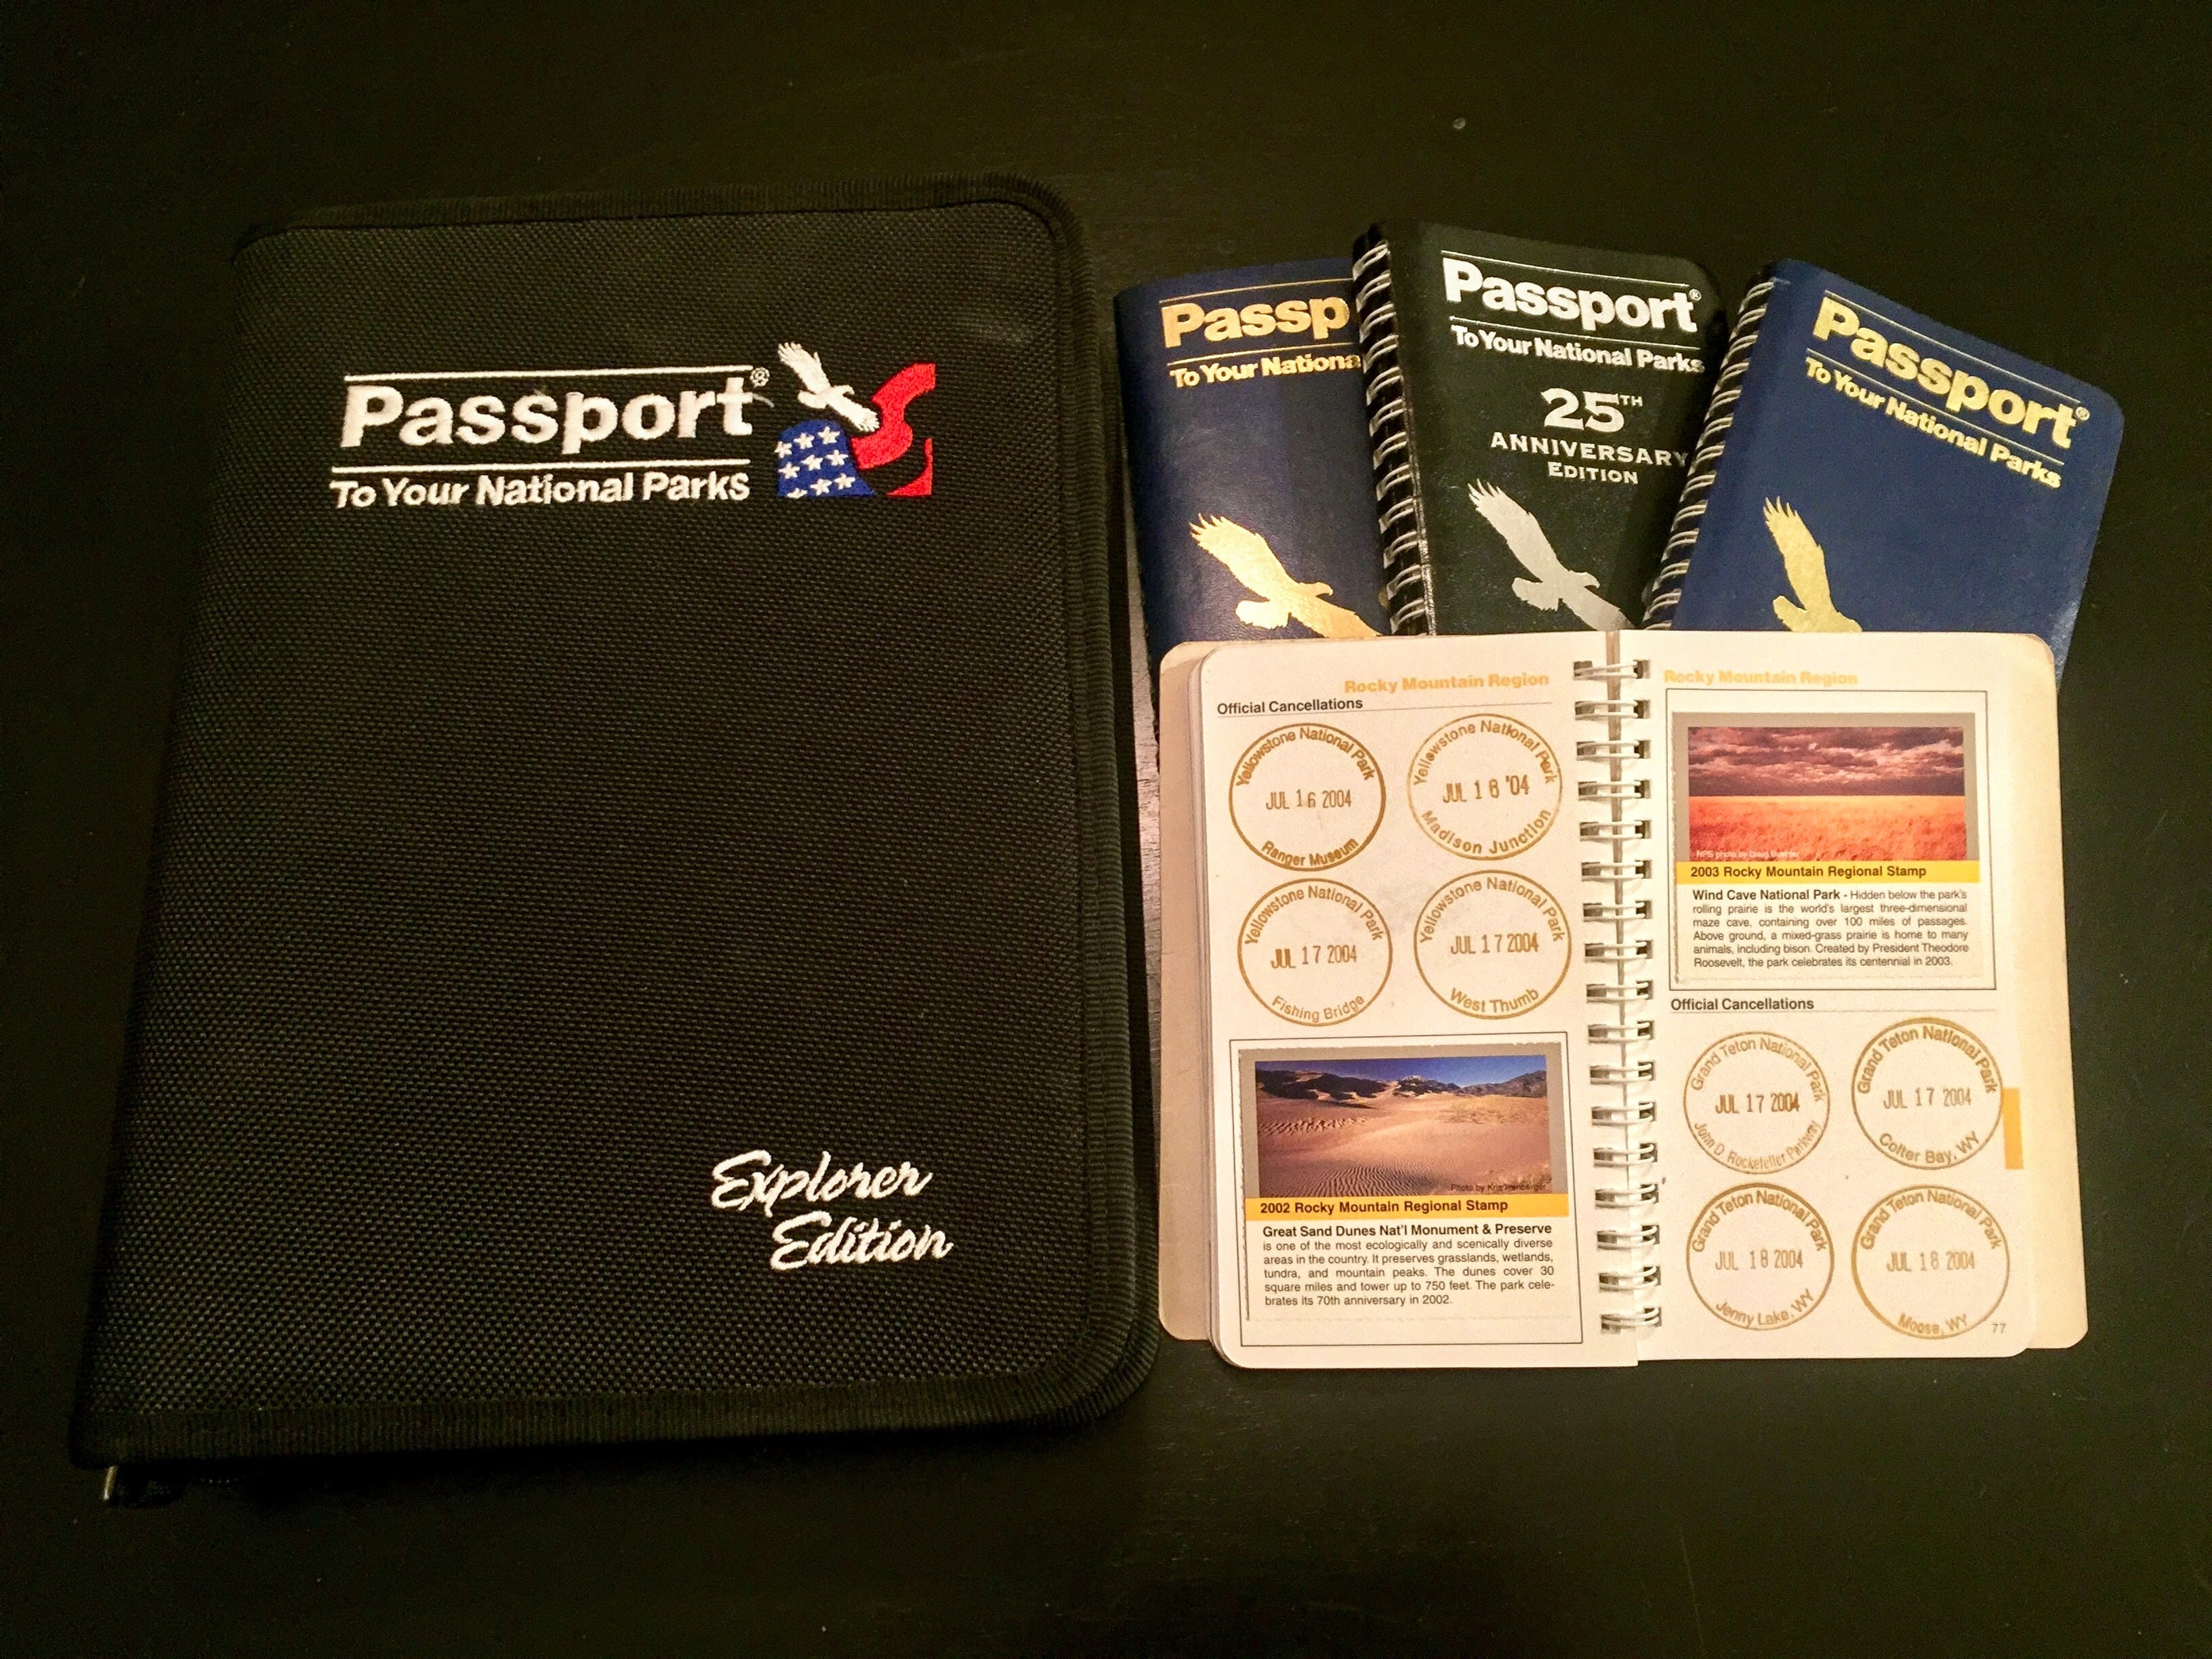 Passport®
To Your National Parks
Explorer
Edition
Passp
To Your Nationa
Passport®
To Your National Parks
25TH
ANNIVERSARY
EDITION
Passport®
To Your National Parks
Rocky Mountain Region
Official Cancellations
Yellowstone National Park
JUL 16 2004
Ranger Museum
Yellowstone National Park
JUL 18 '04
Madison Junction
Yellowstone National Park
JUL 17 2004
Fishing Bridge
Yellowstone National Park
JUL 17 2004
West Thumb
Photo by
2002 Rocky Mountain Regional Stamp
Great Sand Dunes Nat'l Monument & Preserve
is one of the most ecologically and scenically diverse
areas in the country. It preserves grasslands, wetlands,
tundra, and mountain peaks. The dunes cover 30
square miles and tower up to 750 feet. The park cele-
brates its 70th anniversary in 2002.
Rocky Mountain Region
NPS photo by Doug
2003 Rocky Mountain Regional Stamp
Wind Cave National Park - Hidden below the park's
rolling prairie is the world's largest three-dimensional
maze cave, containing over 100 miles of passages.
Above ground, a mixed-grass prairie is home to many
animals, including bison. Created by President Theodore
Roosevelt, the park celebrates its centennial in 2003.
Official Cancellations
Grand Teton National Park
JUL 17 2004
John D. Rockefeller Parkway
Grand Teton National Park
JUL 17 2004
Colter Bay, WY
Grand Teton National Park
JUL 18 2004
Jenny Lake, WY
Grand Teton National Park
JUL 18 2004
Moose, WY
77